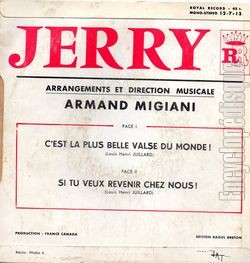 ROYAL RECORD - 45 t.
MONO-STEREO 12-7-13
JERRY
R
ARRANGEMENTS ET DIRECTION MUSICALE
ARMAND MIGIANI
FACE I
C'EST LA PLUS BELLE VALSE DU MONDE !
(Louis Henri JUILLARD)
FACE II
SI TU VEUX REVENIR CHEZ NOUS !
(Louis Henri JUILLARD)
PRODUCTION : FRANCE CANADA
EDITION RAOUL BRETON